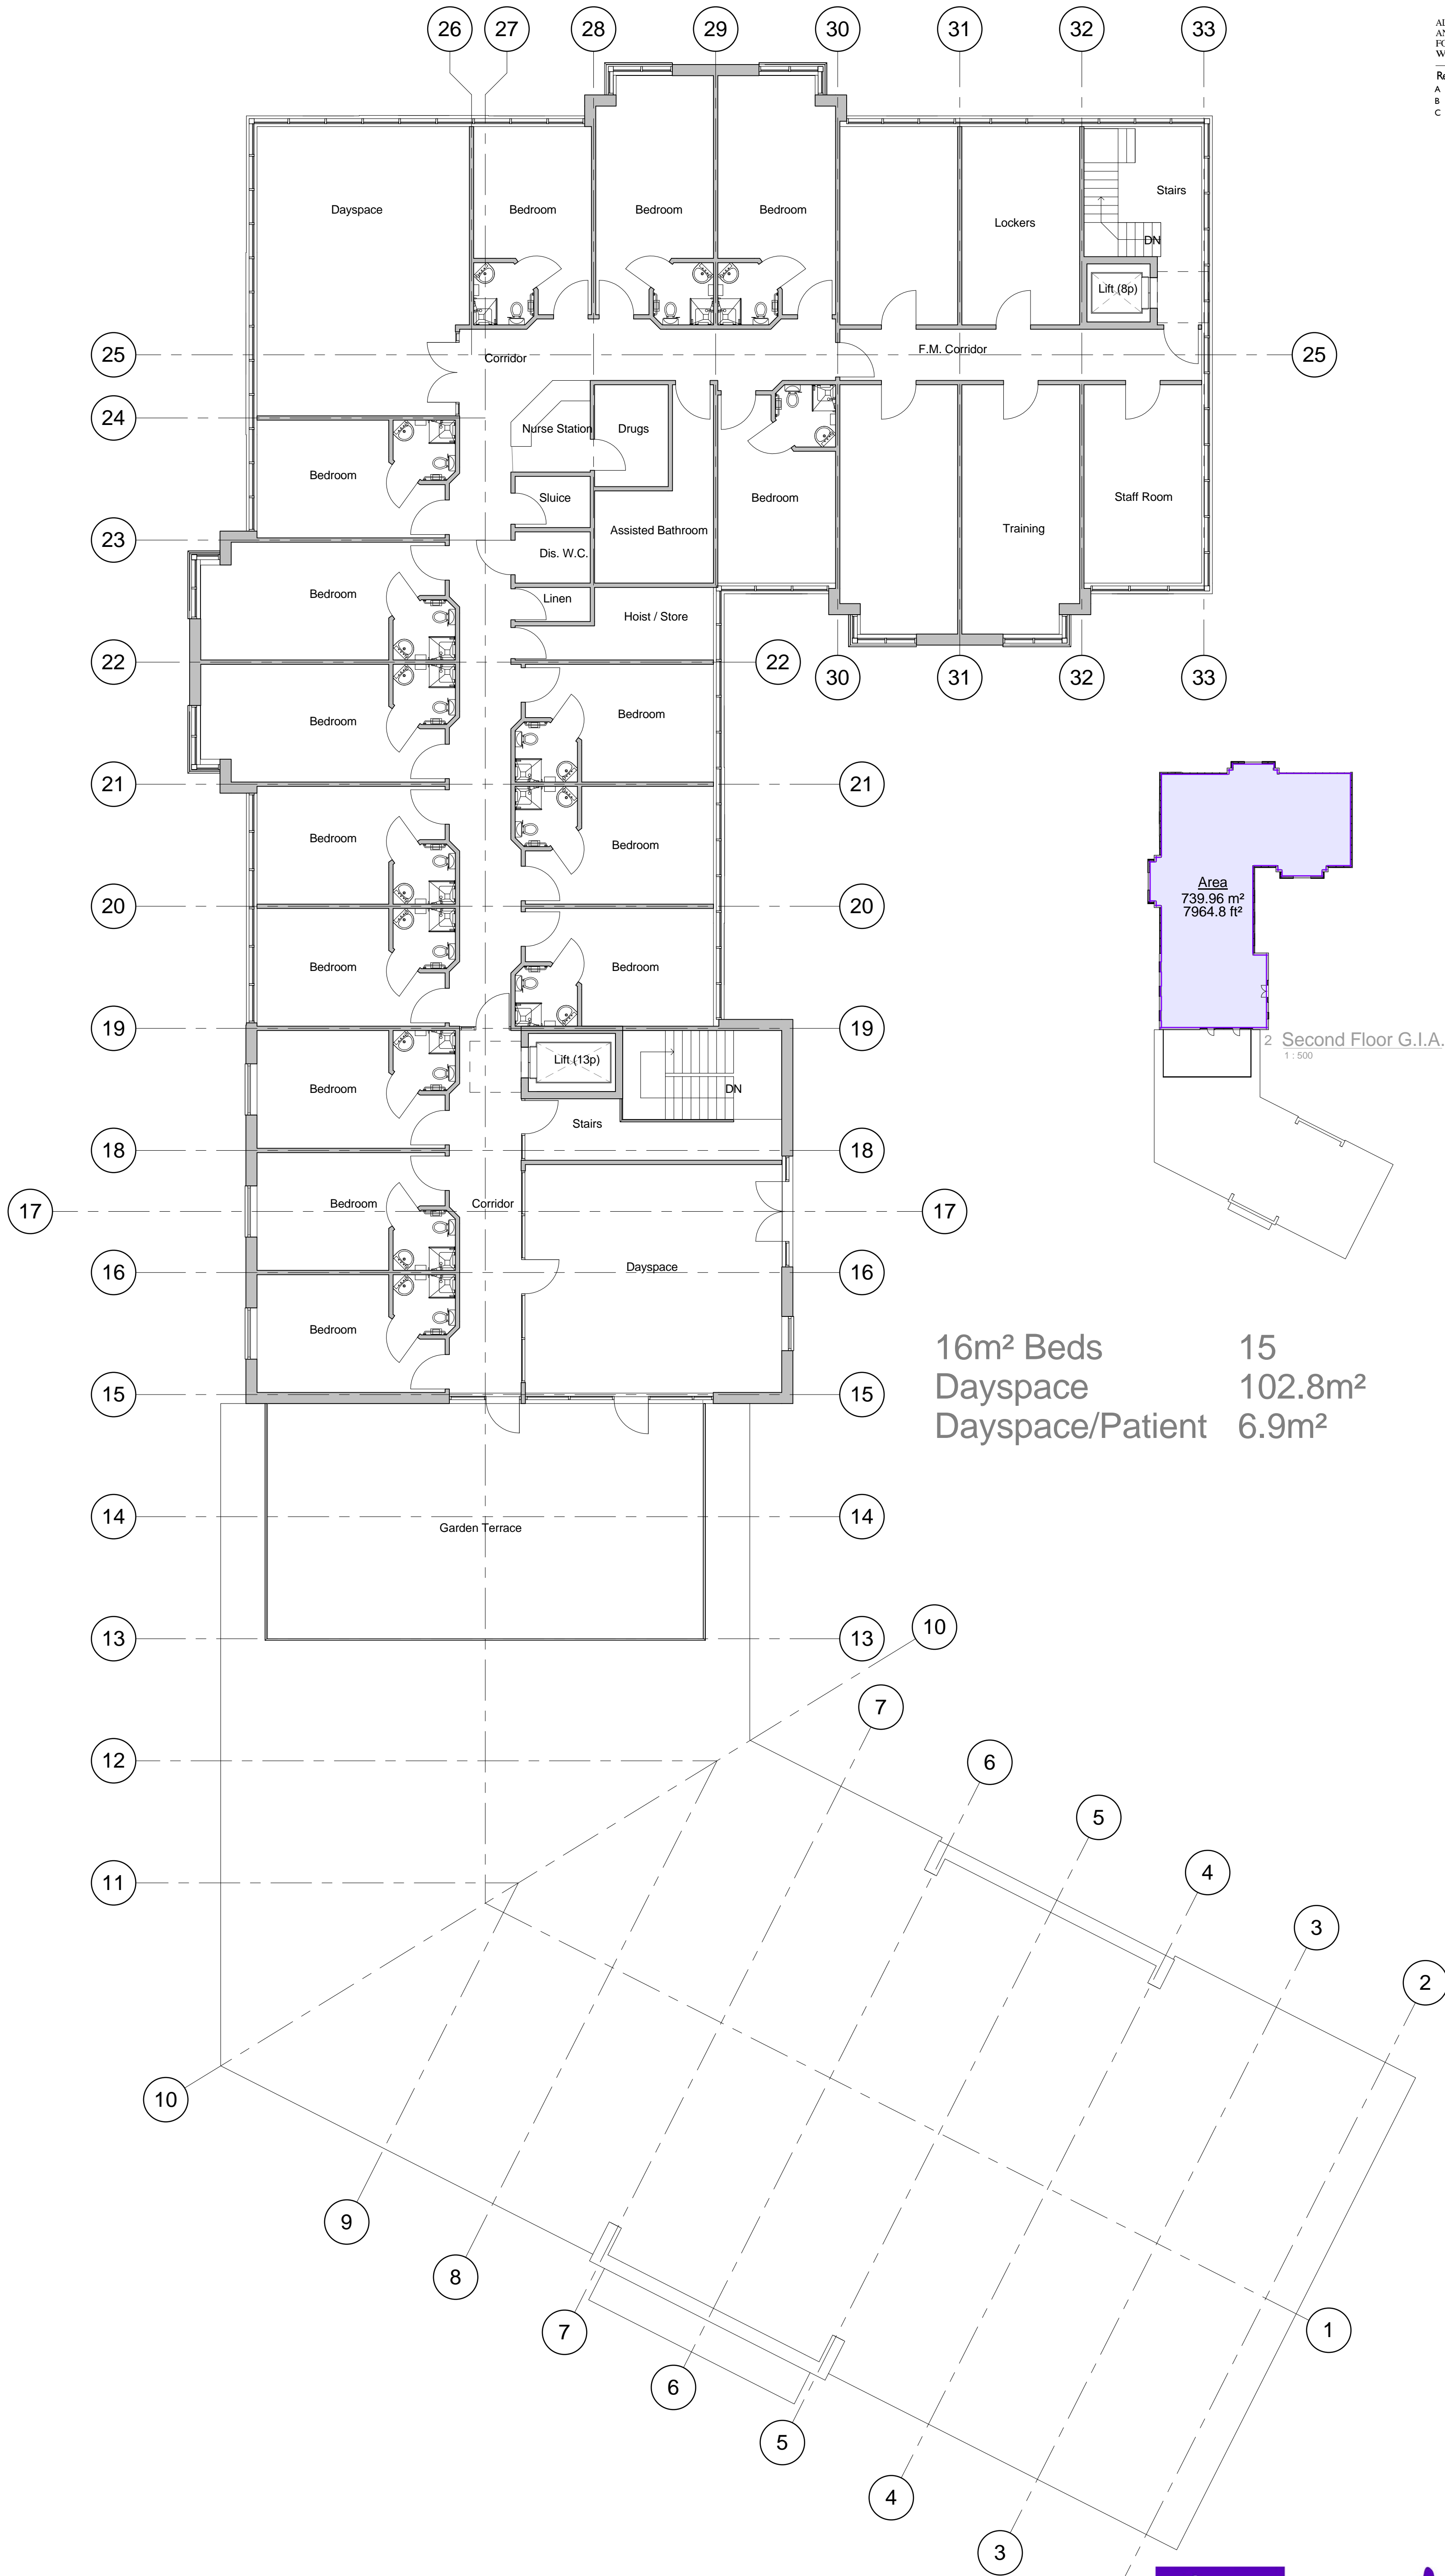 26 27 28 29 30 31 32 33
Re
A
B
C
Dayspace
Bedroom
Bedroom
Bedroom
Lockers
Stairs
DN
Lift (8p)
25
Corridor
F.M. Corridor
25
24
Nurse Station
Drugs
Bedroom
Sluice
Bedroom
Training
Staff Room
Assisted Bathroom
23
Dis. W.C.
Bedroom
Linen
Hoist / Store
22
22
30 31 32 33
Bedroom
Bedroom
21
21
Bedroom
Bedroom
20
20
Bedroom
Bedroom
19
19
Lift (13p)
Bedroom
DN
Stairs
18
18
17
Bedroom
Corridor
17
16
Dayspace
16
Bedroom
15
15
Area
739.96 m²
7964.8 ft²
2 Second Floor G.I.A.
1 : 500
16m² Beds 15
Dayspace 102.8m²
Dayspace/Patient 6.9m²
14
14
Garden Terrace
13
13
10
7
12
6
5
11
4
3
2
10
9
8
7
1
6
5
4
3